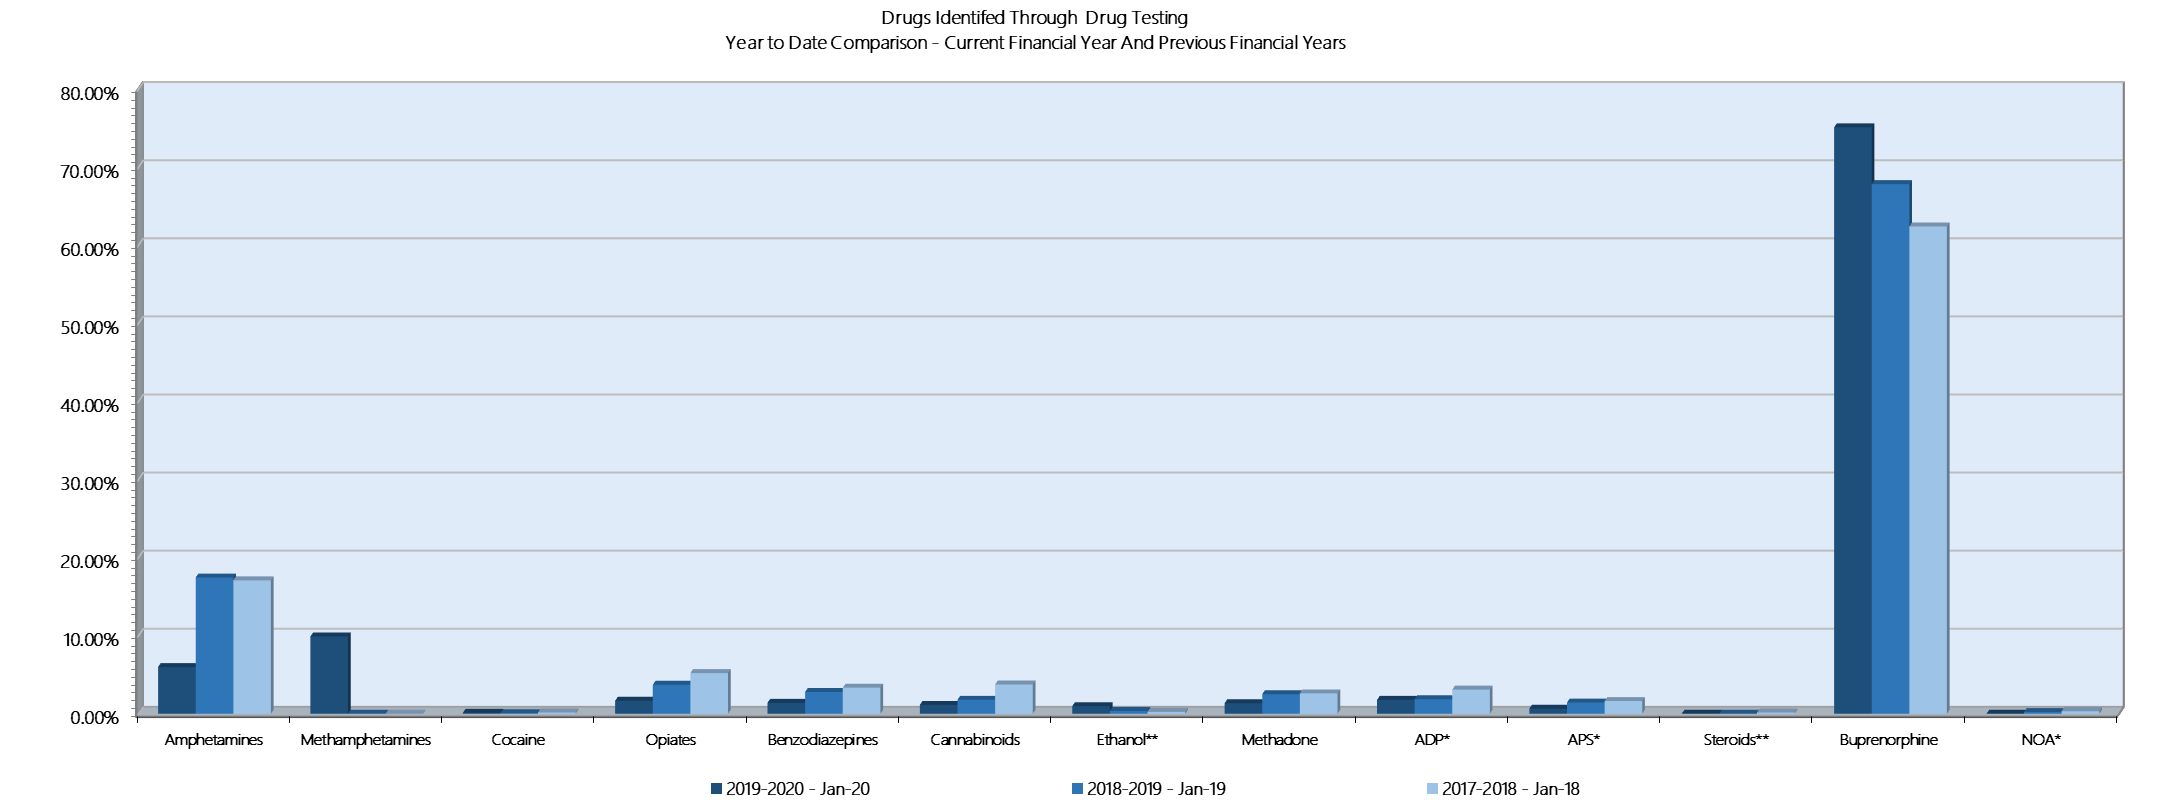 Drugs Identifed Through Drug Testing
Year to Date Comparison - Current Financial Year And Previous Financial Years
80.00%
70.00%
60.00%
50.00%
40.00%
30.00%
20.00%
10.00%
0.00%
Amphetamines Methamphetamines Cocaine Opiates Benzodiazepines Cannabinoids Ethanol** Methadone ADP* APS* Steroids** Buprenorphine NOA*
2019-2020 - Jan-20 2018-2019 - Jan-19 2017-2018 - Jan-18